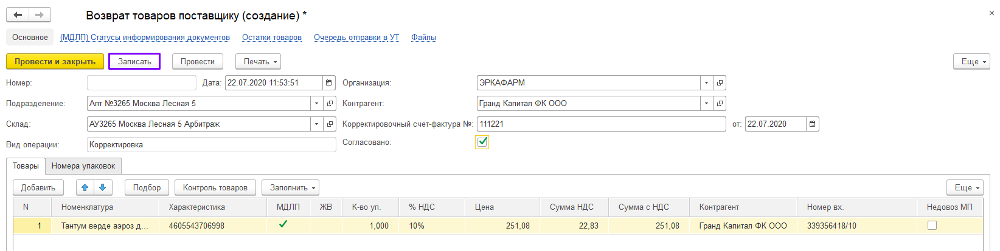 Возврат товаров поставщику (создание) *
Основное (МДЛП) Статусы информирования документов Остатки товаров Очередь отправки в УТ Файлы
Провести и закрыть Записать Провести Печать Еще
Номер: Дата: 22.07.2020 11:53:51 Организация: ЭРКАФАРМ
Подразделение: Апт №3265 Москва Лесная 5 Контрагент: Гранд Капитал ФК ООО
Склад: АУ3265 Москва Лесная 5 Арбитраж Корректировочный счет-фактура №: 111221 от: 22.07.2020
Вид операции: Корректировка Согласовано:
Товары Номера упаковок
Добавить Подбор Контроль товаров Заполнить Еще
N Номенклатура Характеристика МДЛП ЖВ К-во уп. % НДС Цена Сумма НДС Сумма с НДС Контрагент Номер вх. Недовоз МП
1 Тантум верде аэроз д... 4605543706998 1,000 10% 251,08 22,83 251,08 Гранд Капитал ФК ООО 339356418/10